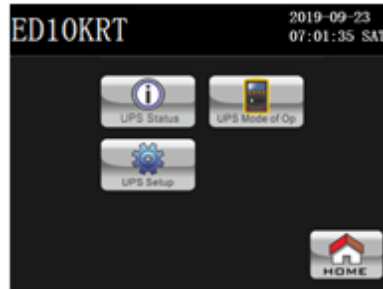 ED10KRT
2019-09-23
07:01:35 SAT
UPS Status
UPS Mode of Op
UPS Setup
HOME